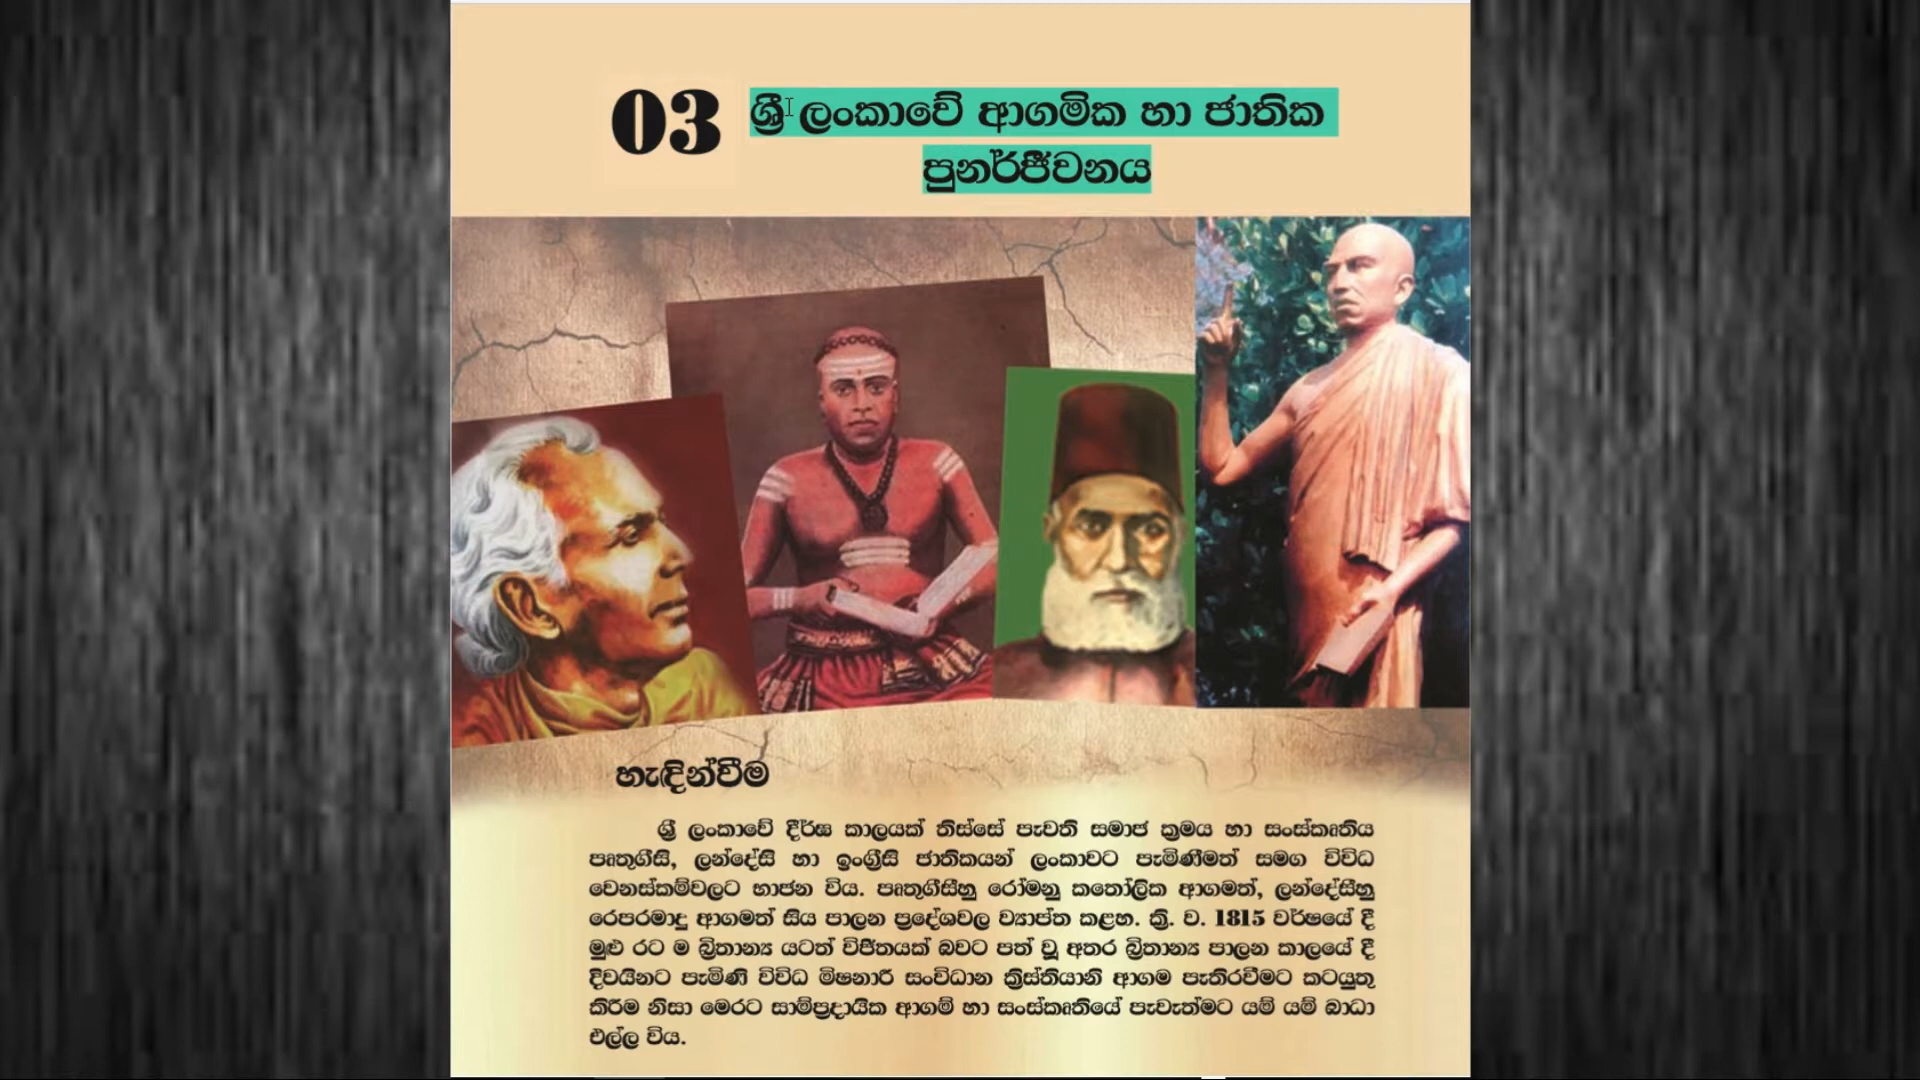 03
ශ්‍රී ලංකාවේ ආගමික හා ජාතික
පුනර්ජීවනය
හැඳින්වීම
ශ්‍රී ලංකාවේ දීර්ඝ කාලයක් තිස්සේ පැවති සමාජ ක්‍රමය හා සංස්කෘතිය
පෘතුගීසි, ලන්දේසි හා ඉංග්‍රීසි ජාතිකයන් ලංකාවට පැමිණීමත් සමග විවිධ
වෙනස්කම්වලට භාජන විය. පෘතුගීසීහු රෝමනු කතෝලික ආගමත්, ලන්දේසීහු
රෙපරමාදු ආගමත් සිය පාලන ප්‍රදේශවල ව්‍යාප්ත කළහ. ක්‍රි. ව. 1815 වර්ෂයේ දී
මුළු රට ම බ්‍රිතාන්‍ය යටත් විජිතයක් බවට පත් වූ අතර බ්‍රිතාන්‍ය පාලන කාලයේ දී
දිවයිනට පැමිණි විවිධ මිෂනාරි සංවිධාන ක්‍රිස්තියානි ආගම පැතිරවීමට කටයුතු
කිරීම නිසා මෙරට සාම්ප්‍රදායික ආගම් හා සංස්කෘතියේ පැවැත්මට යම් යම් බාධා
එල්ල විය.